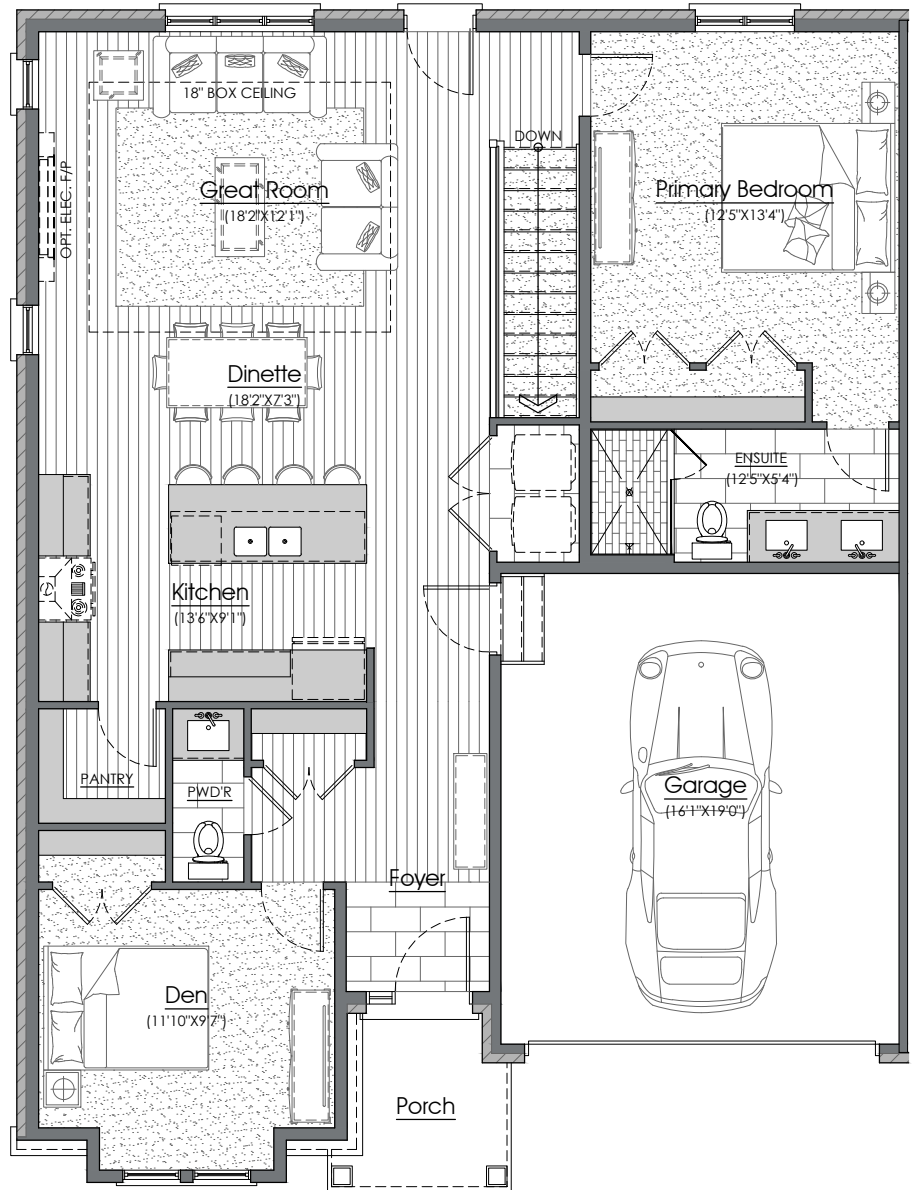 18" BOX CEILING
DOWN
OPT. ELEC. F/P
Great Room
(18'2"X12'1")
Primary Bedroom
(12'5"X13'4")
Dinette
(18'2"X7'3")
ENSUITE
(12'5"X5'4")
Kitchen
(13'6"X9'1")
PANTRY
PWD'R
Garage
(16'1"X19'0")
Foyer
Den
(11'10"X9'7")
Porch